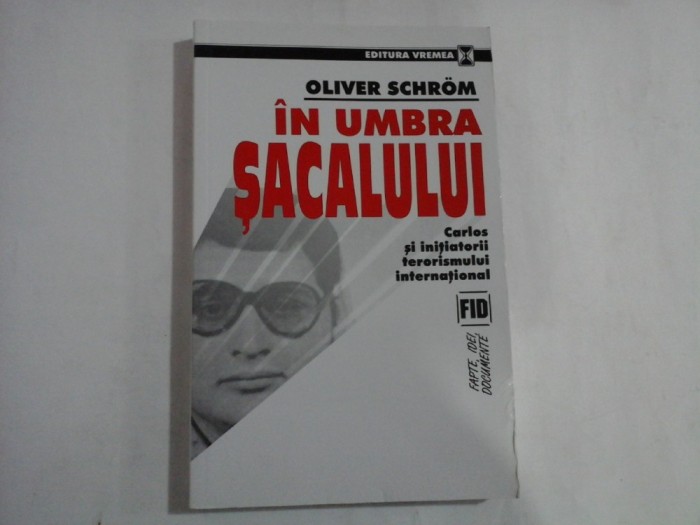 EDITURA VREMEA
OLIVER SCHRÖM
ÎN UMBRA
ȘACALULUI
Carlos
și inițiatorii
terorismului
internațional
FID
FAPTE, IDEI,
DOCUMENTE